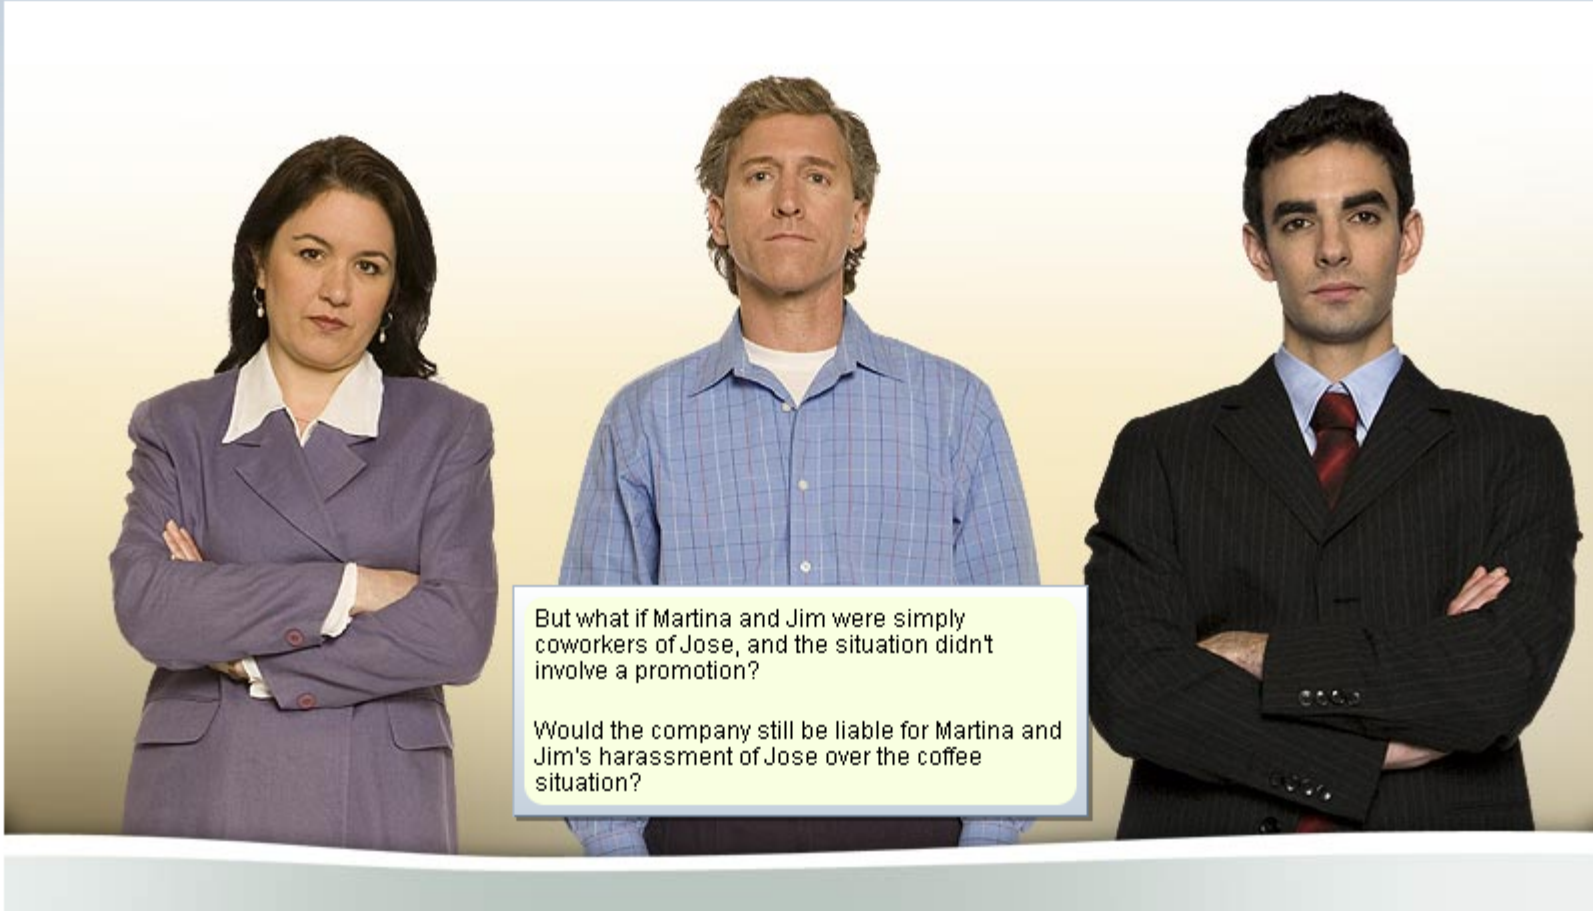 But what if Martina and Jim were simply
coworkers of Jose, and the situation didn't
involve a promotion?
Would the company still be liable for Martina and
Jim's harassment of Jose over the coffee
situation?